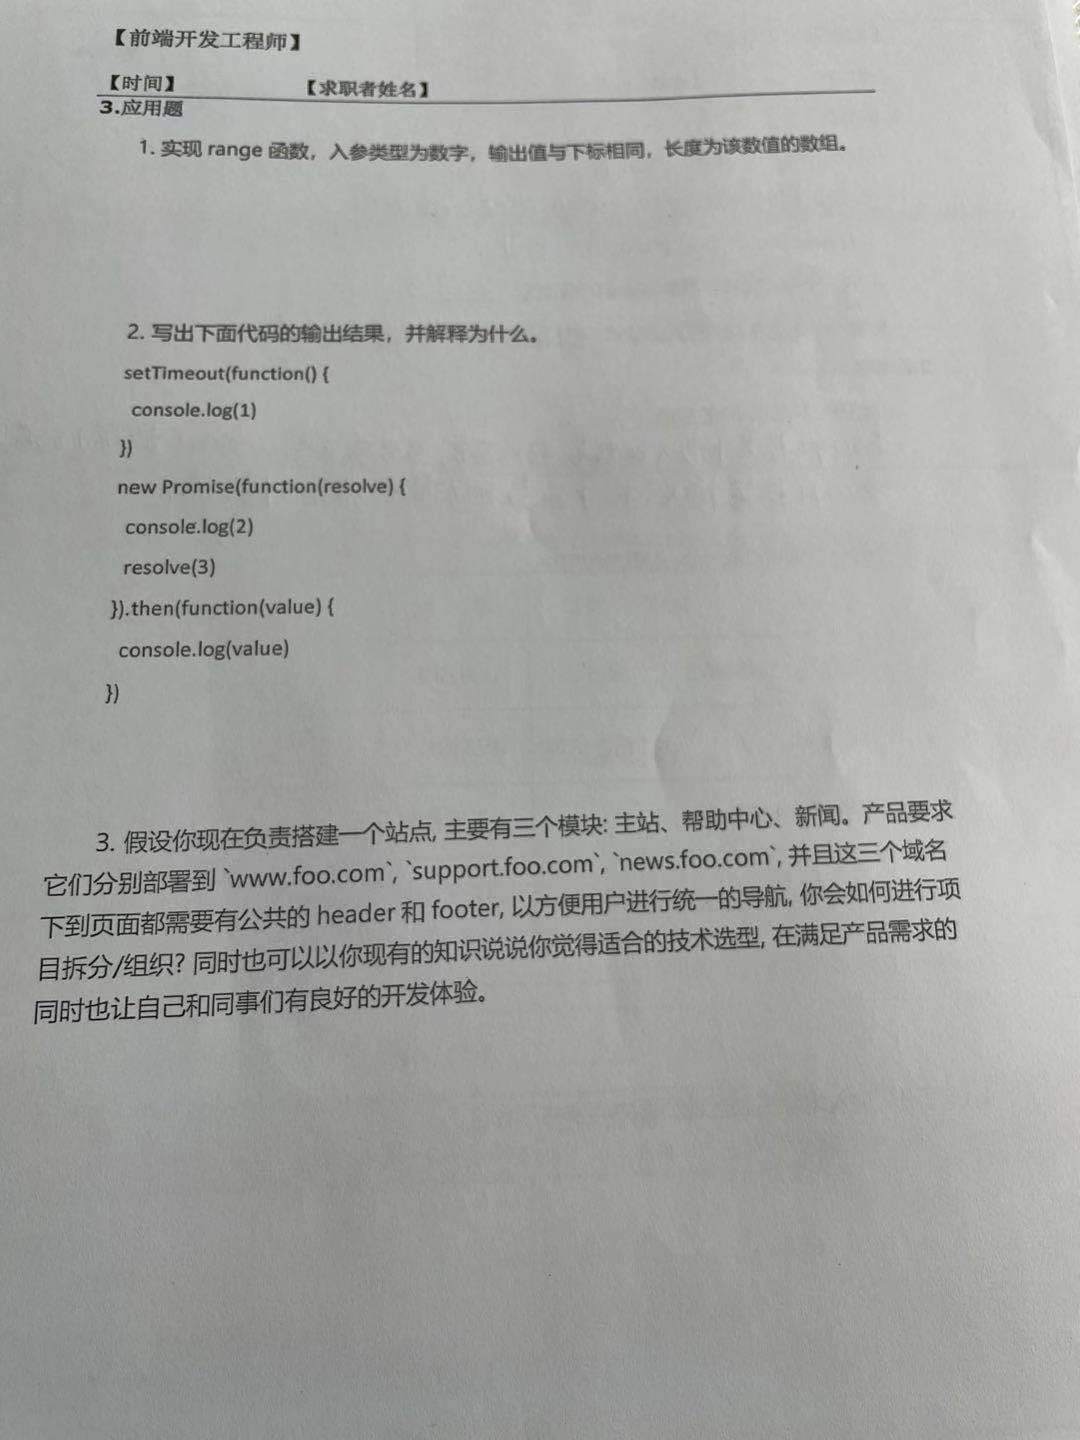 【前端开发工程师】
【时间】 【求职者姓名】
3.应用题
1. 实现 range 函数，入参类型为数字，输出值与下标相同，长度为该数值的数组。
2. 写出下面代码的输出结果，并解释为什么。
setTimeout(function() {
console.log(1)
})
new Promise(function(resolve) {
console.log(2)
resolve(3)
}).then(function(value) {
console.log(value)
})
3. 假设你现在负责搭建一个站点, 主要有三个模块: 主站、帮助中心、新闻。产品要求
它们分别部署到 `www.foo.com`, `support.foo.com`, `news.foo.com`, 并且这三个域名
下到页面都需要有公共的 header 和 footer, 以方便用户进行统一的导航, 你会如何进行项
目拆分/组织? 同时也可以以你现有的知识说说你觉得适合的技术选型, 在满足产品需求的
同时也让自己和同事们有良好的开发体验。